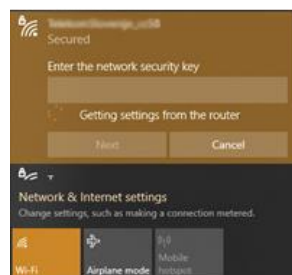 Secured
Enter the network security key
Getting settings from the router
Next
Cancel
Network & Internet settings
Change settings, such as making a connection metered.
Wi-Fi
Airplane mode
Mobile
hotspot